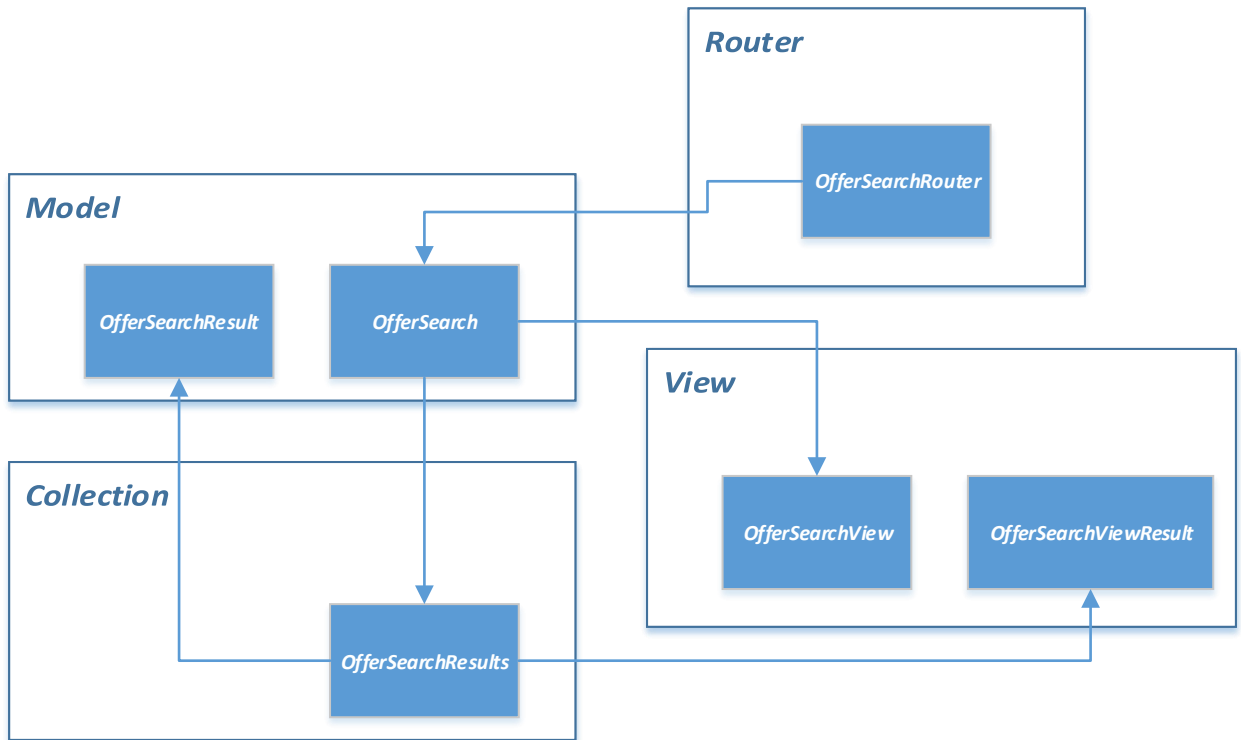 Router
OfferSearchRouter
Model
OfferSearchResult
OfferSearch
View
Collection
OfferSearchView
OfferSearchViewResult
OfferSearchResults